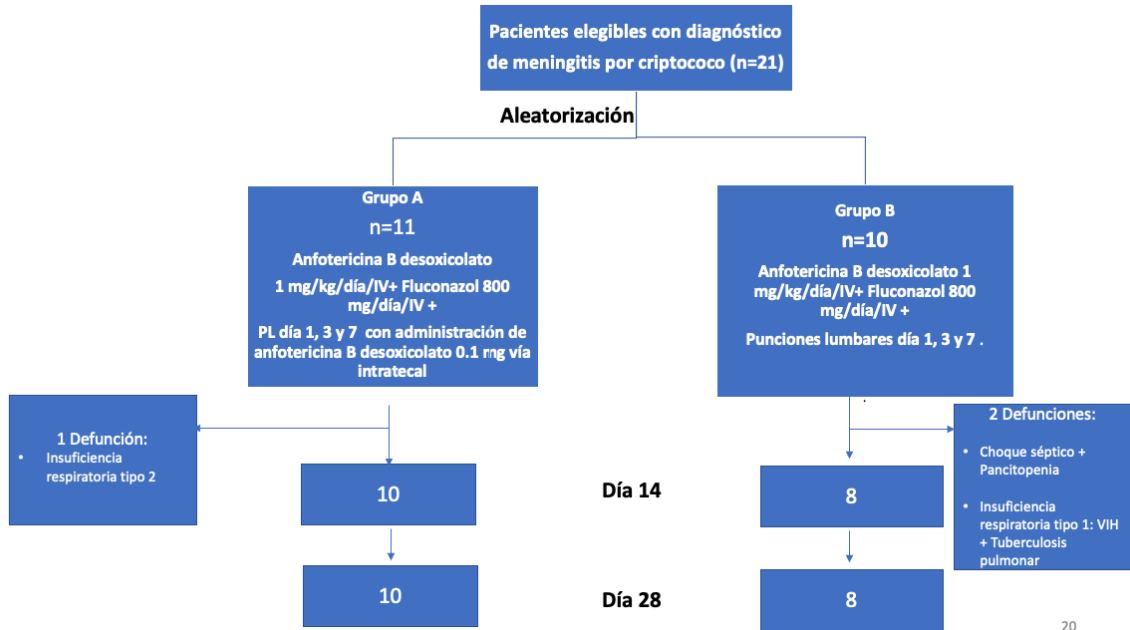 Pacientes elegibles con diagnóstico
de meningitis por criptococo (n=21)
Aleatorización
Grupo A
n=11
Anfotericina B desoxicolato
1 mg/kg/día/IV+ Fluconazol 800
mg/día/IV +
PL día 1, 3 y 7 con administración de
anfotericina B desoxicolato 0.1 mg vía
intratecal
Grupo B
n=10
Anfotericina B desoxicolato 1
mg/kg/día/IV+ Fluconazol 800
mg/día/IV +
Punciones lumbares día 1, 3 y 7 .
1 Defunción:
• Insuficiencia
respiratoria tipo 2
2 Defunciones:
• Choque séptico +
Pancitopenia
• Insuficiencia
respiratoria tipo 1: VIH
+ Tuberculosis
pulmonar
10
Día 14
8
10
Día 28
8
20